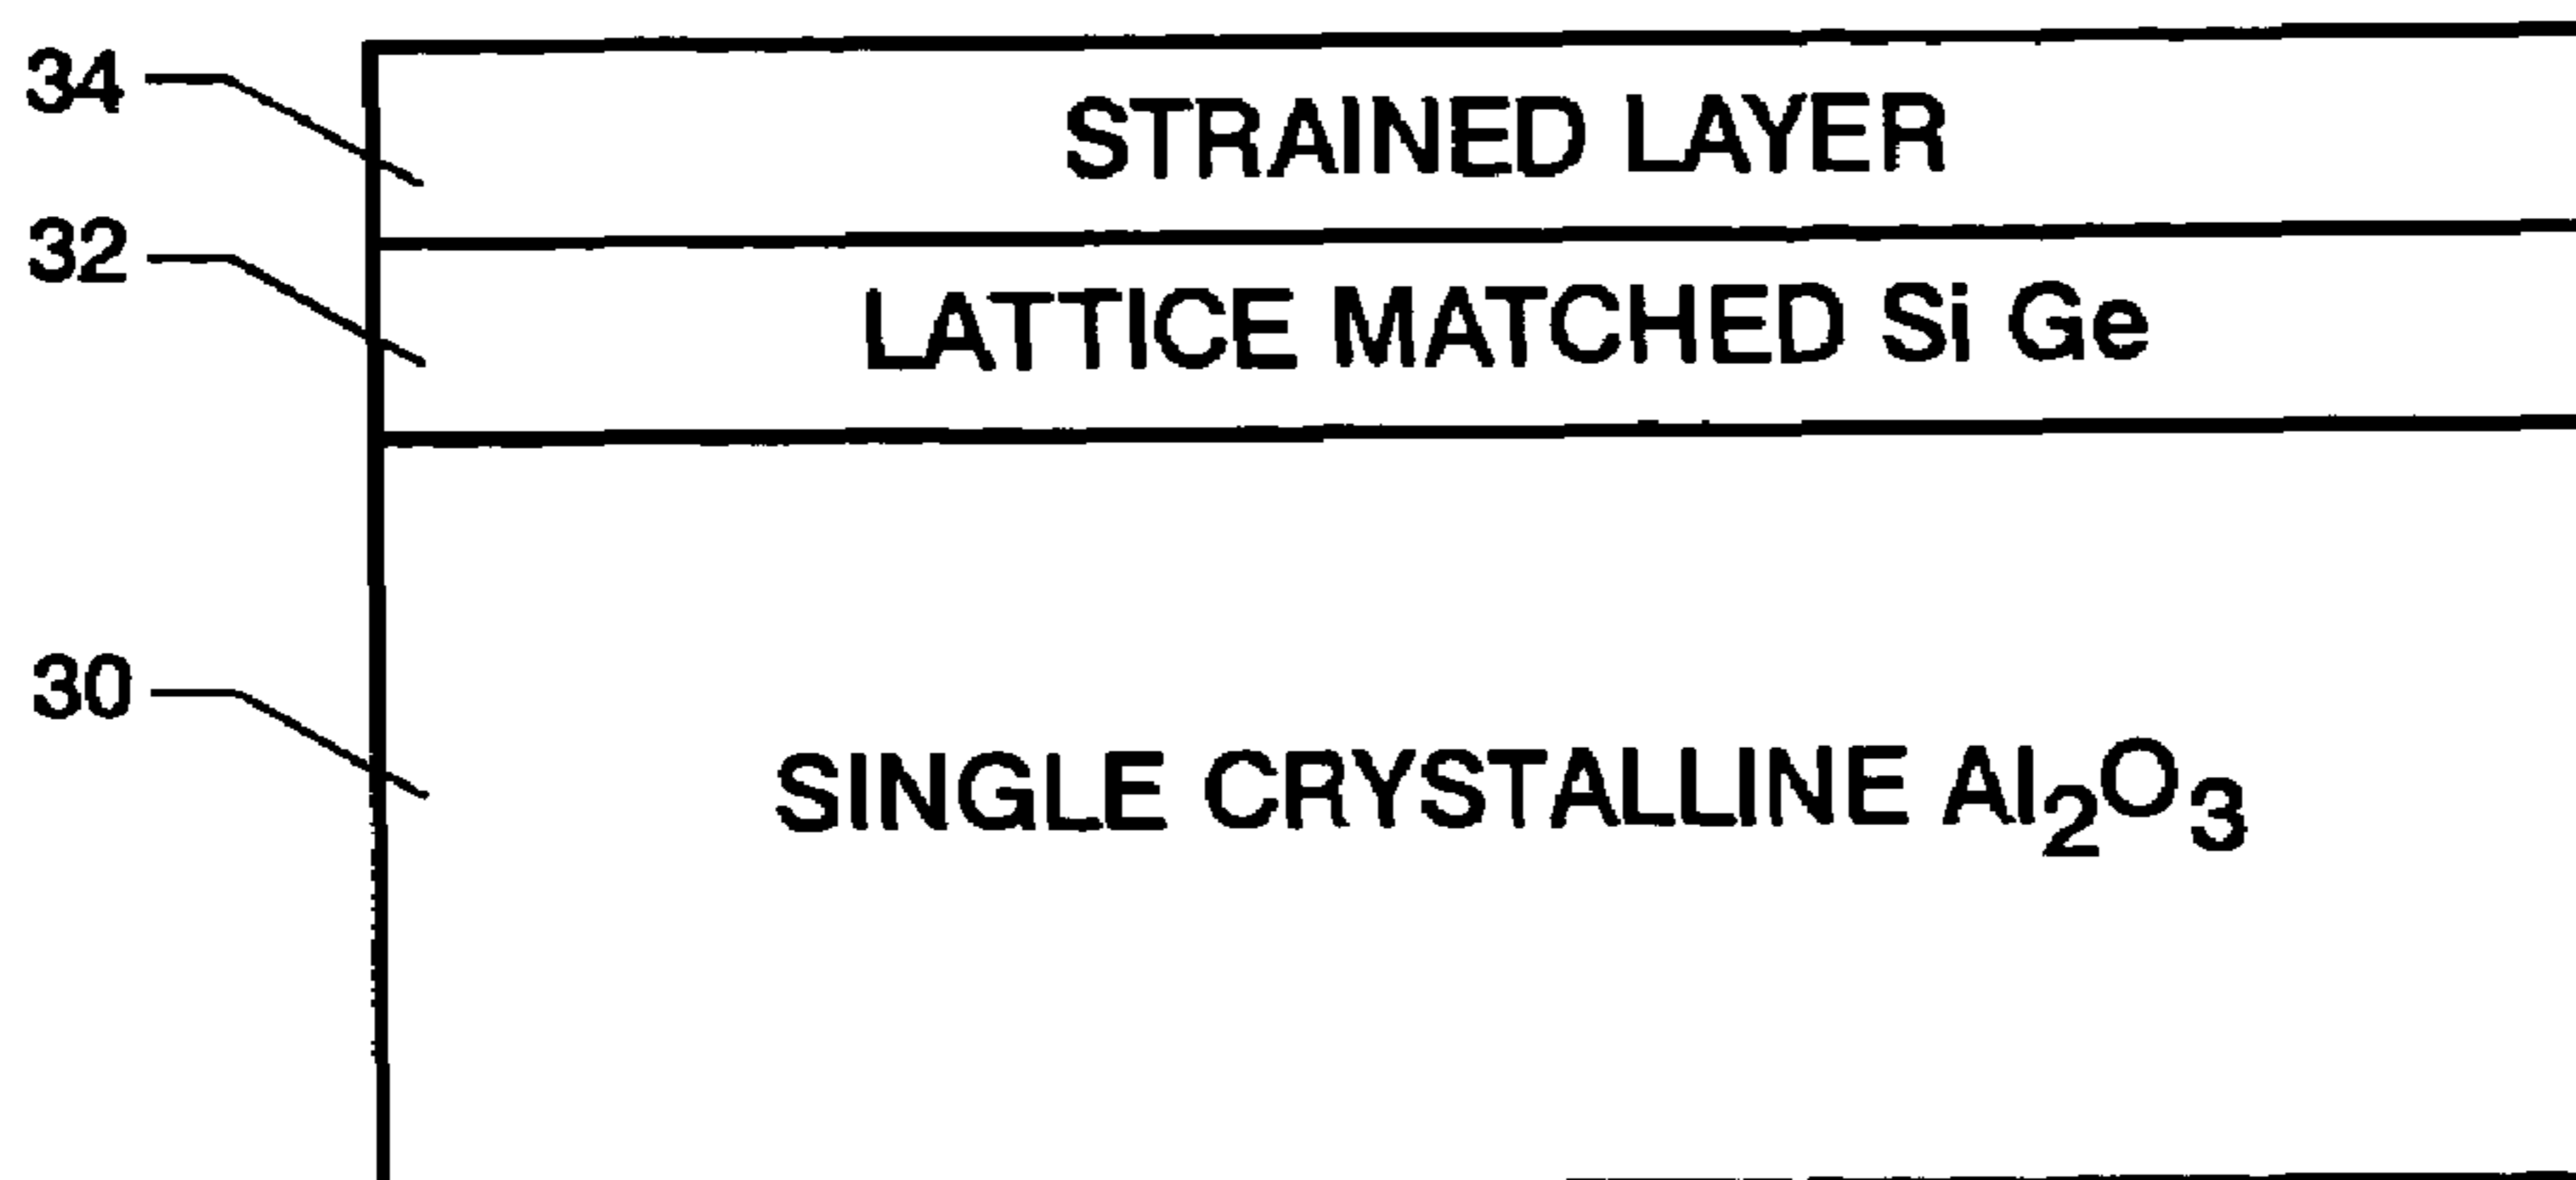 34
STRAINED LAYER
32
LATTICE MATCHED Si Ge
30
SINGLE CRYSTALLINE Al₂O₃